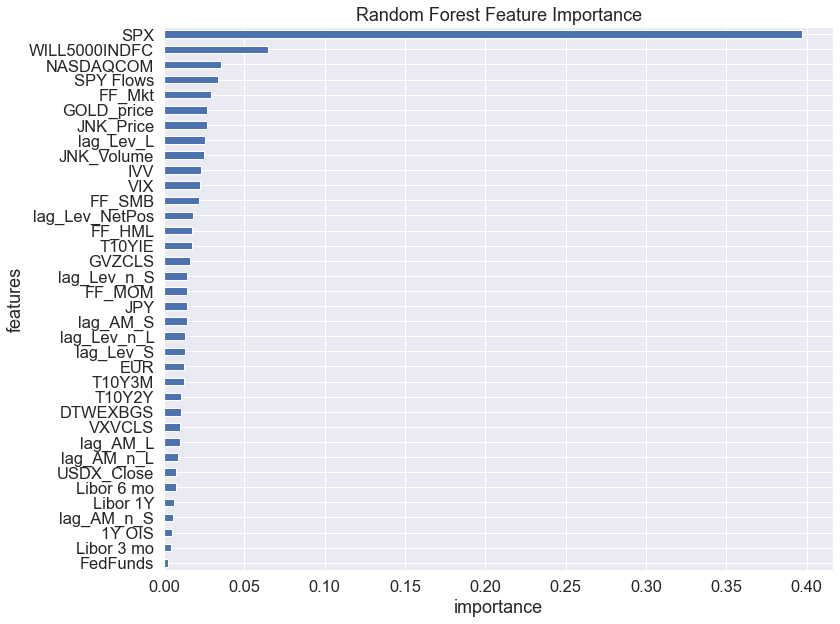 Random Forest Feature Importance
SPX
WILL5000INDFC
NASDAQCOM
SPY Flows
FF_Mkt
GOLD_price
JNK_Price
lag_Lev_L
JNK_Volume
IVV
VIX
FF_SMB
lag_Lev_NetPos
FF_HML
T10YIE
GVZCLS
lag_Lev_n_S
FF_MOM
JPY
lag_AM_S
lag_Lev_n_L
lag_Lev_S
EUR
T10Y3M
T10Y2Y
DTWEXBGS
VXVCLS
lag_AM_L
lag_AM_n_L
USDX_Close
Libor 6 mo
Libor 1Y
lag_AM_n_S
1Y OIS
Libor 3 mo
FedFunds
features
0.00 0.05 0.10 0.15 0.20 0.25 0.30 0.35 0.40
importance